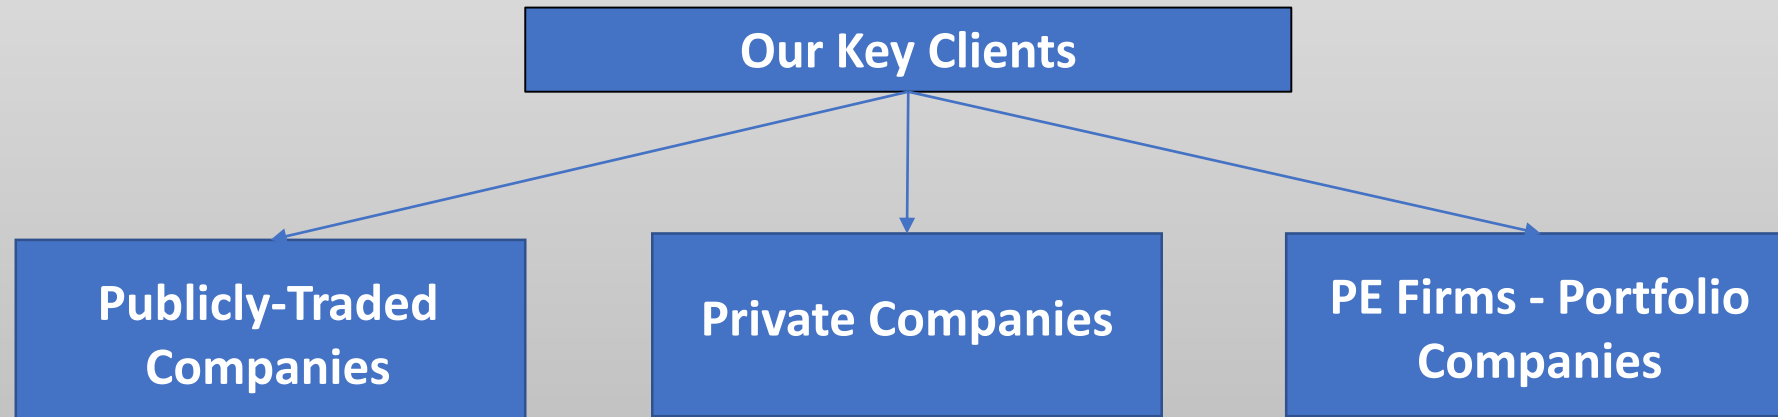 Our Key Clients
Publicly-Traded
Companies
Private Companies
PE Firms - Portfolio
Companies